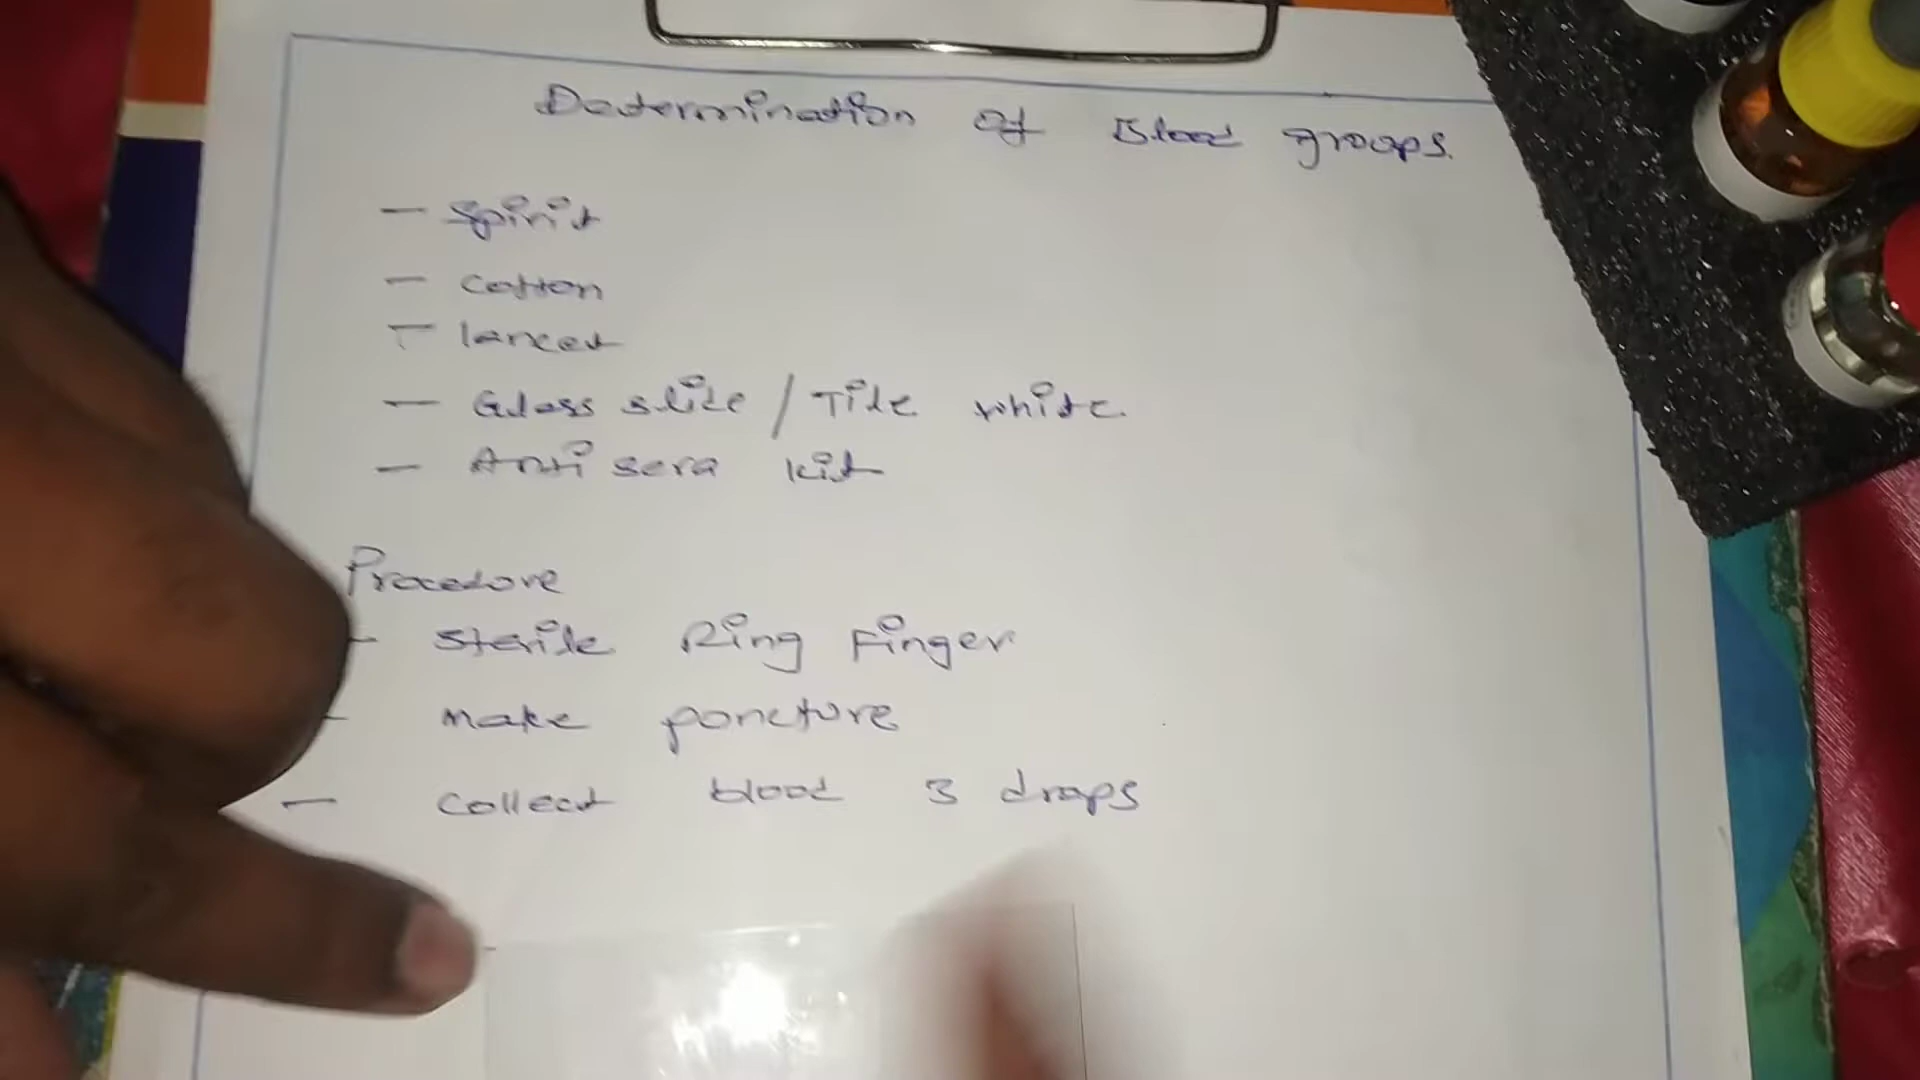 Determination of Blood groups.
- spirit
- cotton
- lancet
- Glass slide / Tile white
- Anti sera kit
Procedure
- Sterile Ring Finger
- make poncture
- collect blood 3 drops